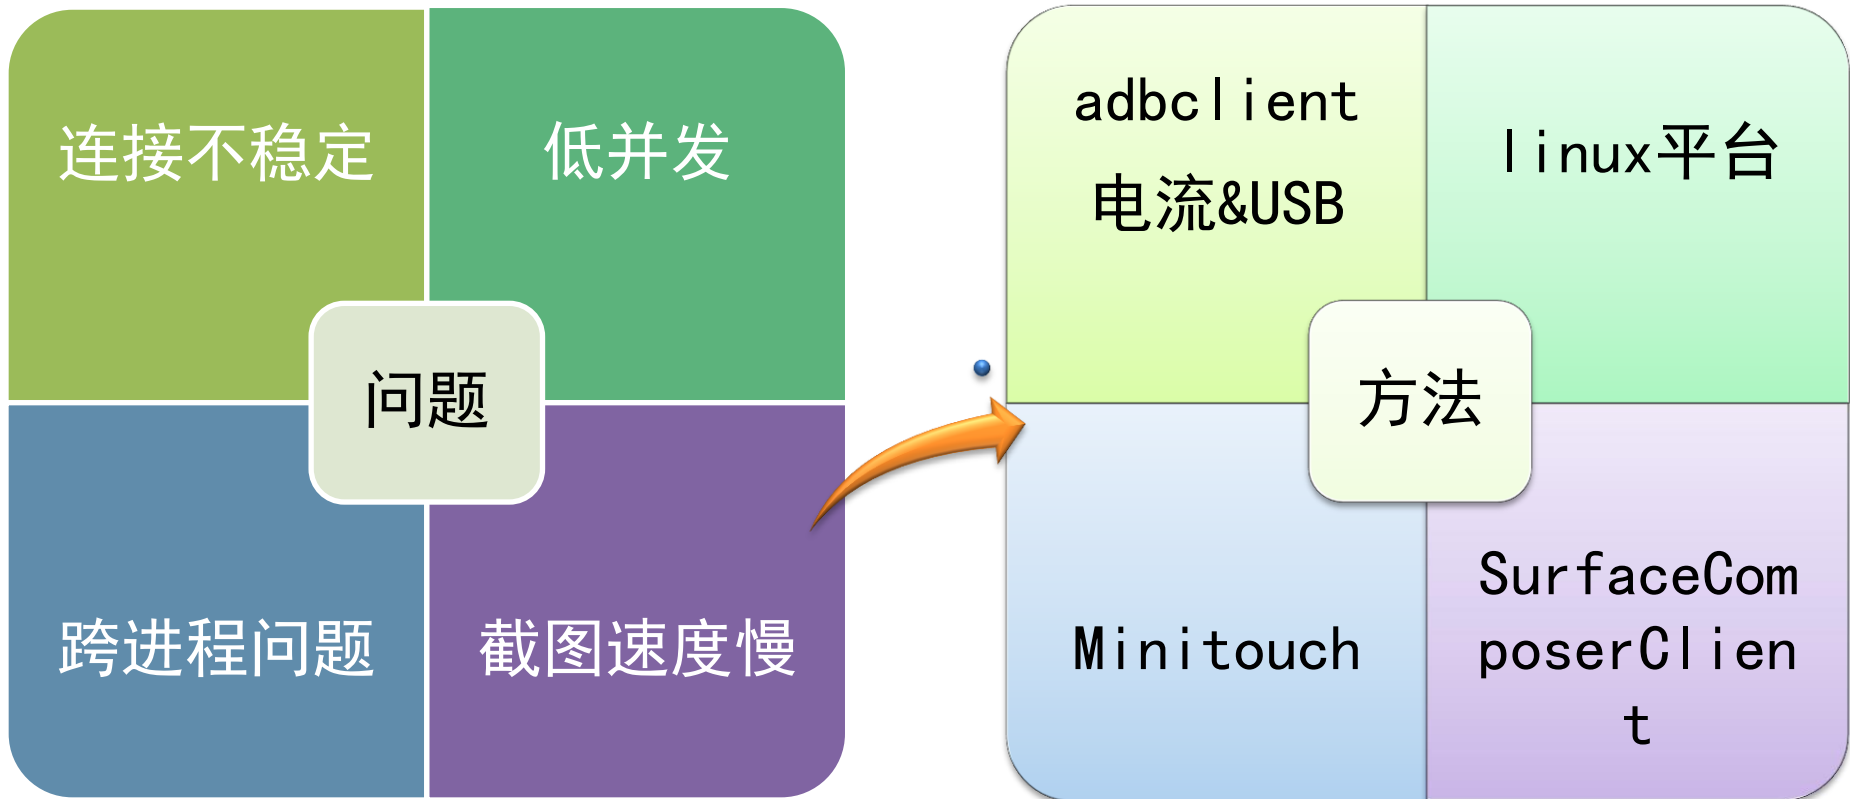 连接不稳定
低并发
问题
跨进程问题
截图速度慢
adbclient
电流&USB
linux平台
方法
Minitouch
SurfaceCom
poserClien
t